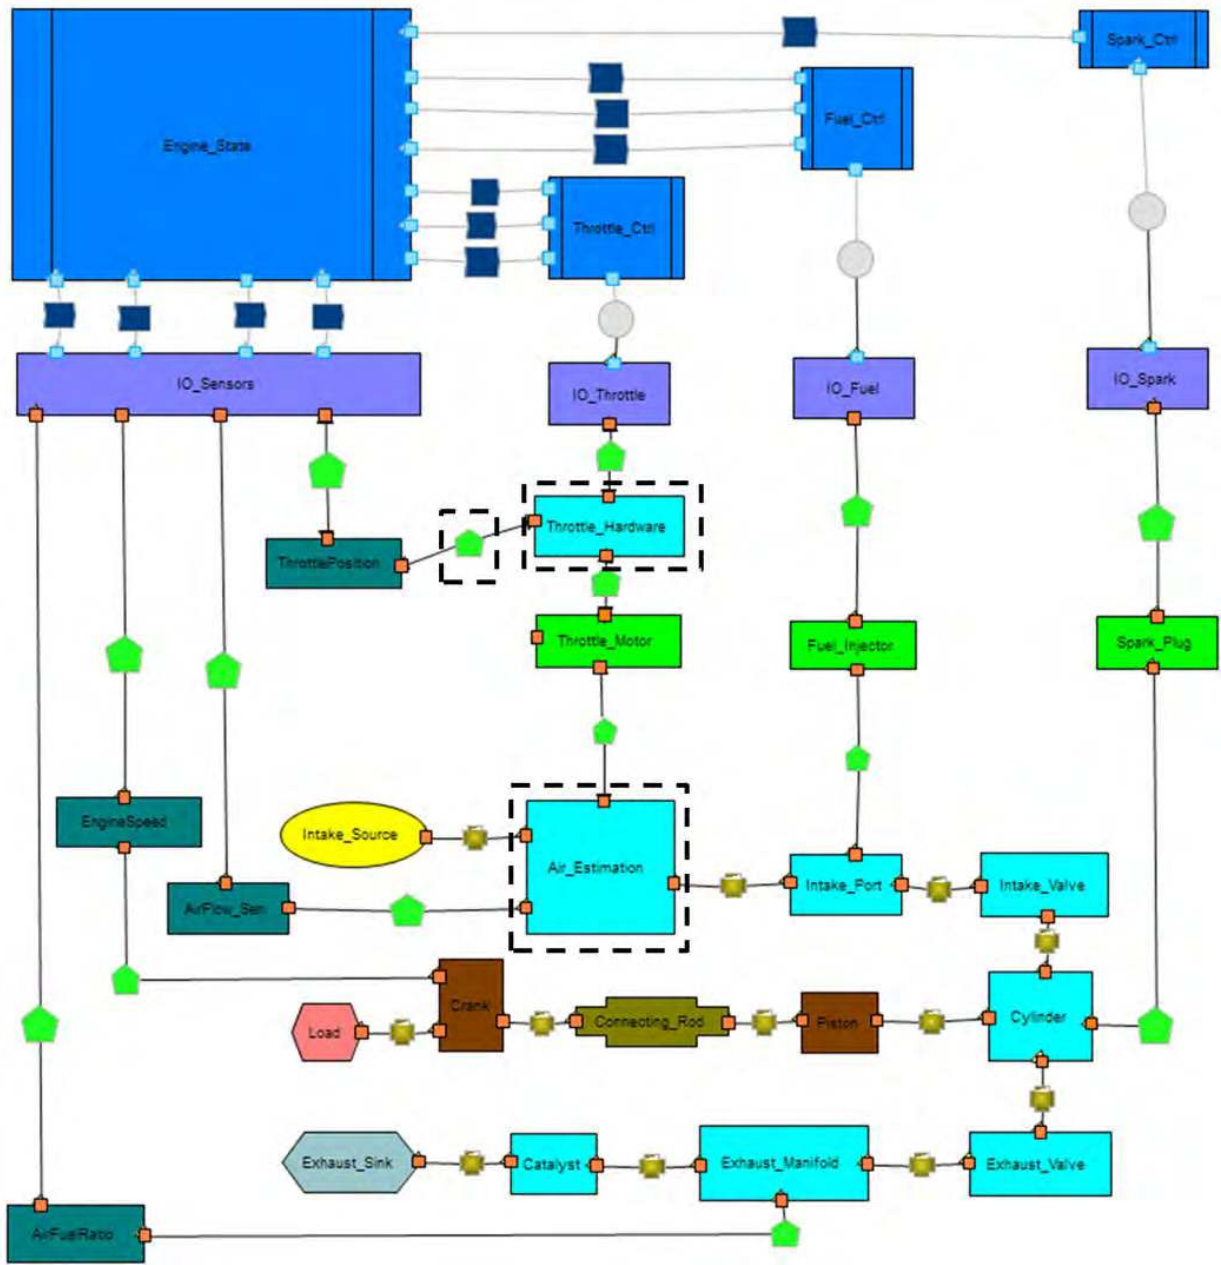 Spark_Ctrl
Fuel_Ctrl
Engine_State
Throttle_Ctrl
IO_Sensors
IO_Throttle
IO_Fuel
IO_Spark
Throttle_Hardware
ThrottlePosition
Throttle_Motor
Fuel_Injector
Spark_Plug
EngineSpeed
Intake_Source
Air_Estimation
Intake_Port
Intake_Valve
AirFlow_Sen
Crank
Load
Connecting_Rod
Piston
Cylinder
Exhaust_Sink
Catalyst
Exhaust_Manifold
Exhaust_Valve
AirFuelRatio